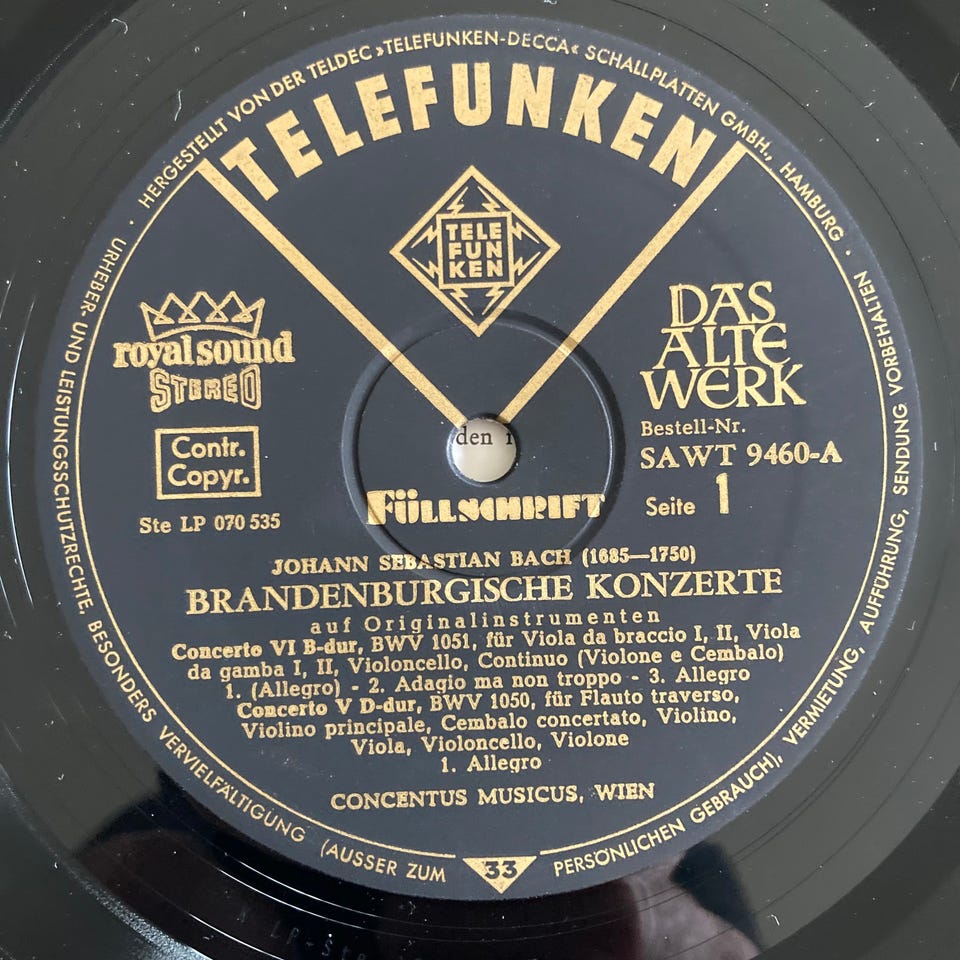 HERGESTELLT VON DER TELDEC »TELEFUNKEN-DECCA« SCHALLPLATTEN GMBH., HAMBURG
· URHEBER- UND LEISTUNGSSCHUTZRECHTE, BESONDERS VERVIELFÄLTIGUNG (AUSSER ZUM PERSÖNLICHEN GEBRAUCH), VERMIETUNG, AUFFÜHRUNG, SENDUNG VORBEHALTEN ·
TELEFUNKEN
TELE
FUN
KEN
royal sound
STEREO
Contr.
Copyr.
Ste LP 070 535
DAS
ALTE
WERK
Bestell-Nr.
SAWT 9460-A
Seite 1
den
FÜLLSCHRIFT
JOHANN SEBASTIAN BACH (1685—1750)
BRANDENBURGISCHE KONZERTE
auf Originalinstrumenten
Concerto VI B-dur, BWV 1051, für Viola da braccio I, II, Viola
da gamba I, II, Violoncello, Continuo (Violone e Cembalo)
1. (Allegro) - 2. Adagio ma non troppo - 3. Allegro
Concerto V D-dur, BWV 1050, für Flauto traverso,
Violino principale, Cembalo concertato, Violino,
Viola, Violoncello, Violone
1. Allegro
CONCENTUS MUSICUS, WIEN
33